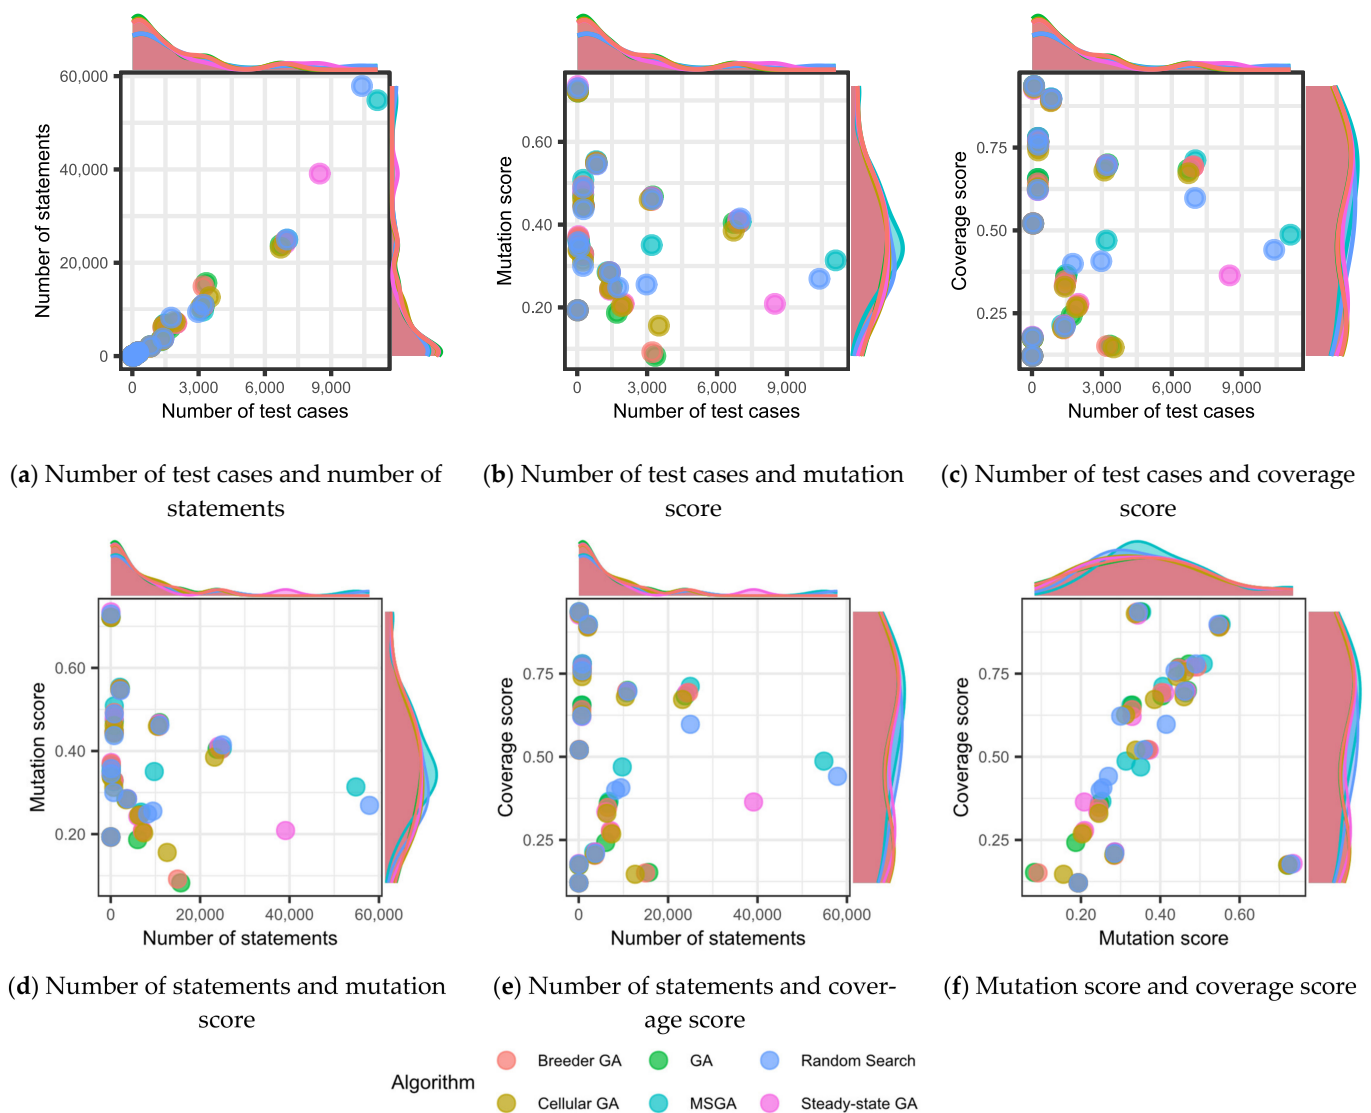 60,000
40,000
20,000
0
Number of statements
0 3,000 6,000 9,000
Number of test cases
0.60
0.40
0.20
Mutation score
0 3,000 6,000 9,000
Number of test cases
0.75
0.50
0.25
Coverage score
0 3,000 6,000 9,000
Number of test cases
(a) Number of test cases and number of
statements
(b) Number of test cases and mutation
score
(c) Number of test cases and coverage
score
0.60
0.40
0.20
Mutation score
0 20,000 40,000 60,000
Number of statements
0.75
0.50
0.25
Coverage score
0 20,000 40,000 60,000
Number of statements
0.75
0.50
0.25
Coverage score
0.20 0.40 0.60
Mutation score
(d) Number of statements and mutation
score
(e) Number of statements and cover-
age score
(f) Mutation score and coverage score
Algorithm
Breeder GA GA Random Search
Cellular GA MSGA Steady-state GA